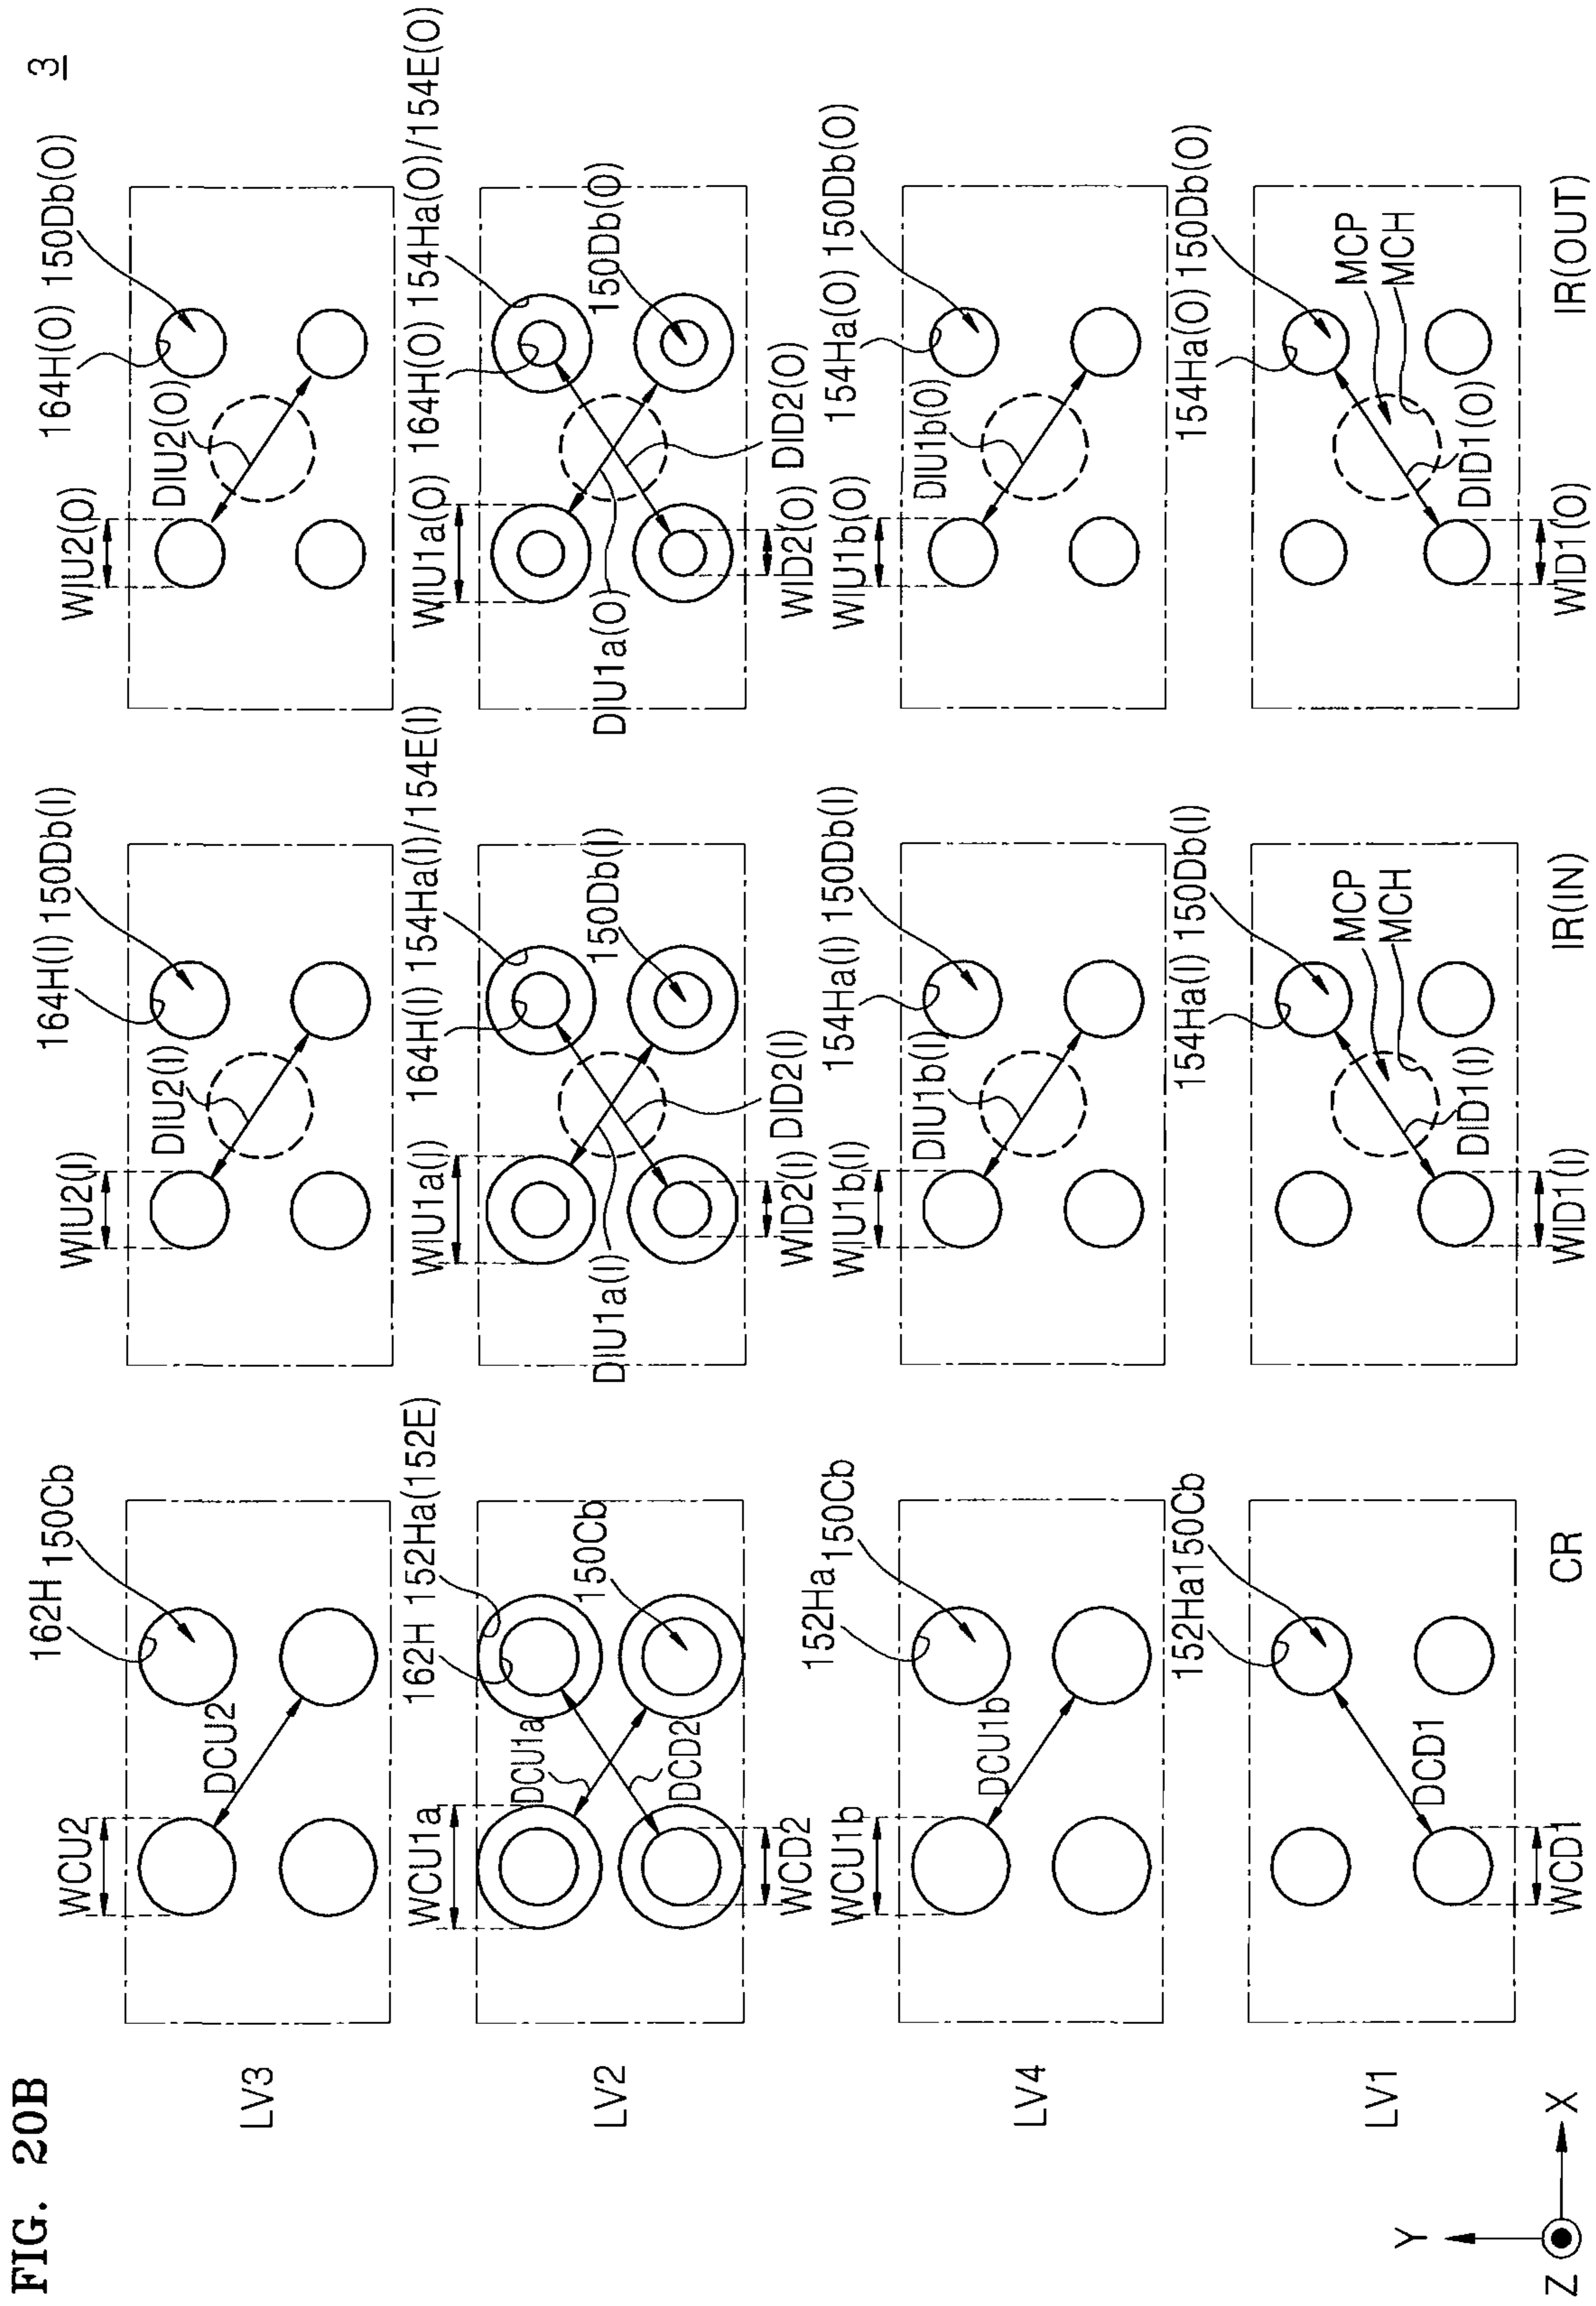 FIG. 20B
3
WCU2
162H 150Cb
WIU2(I)
164H(I) 150Db(I)
WIU2(O)
164H(O) 150Db(O)
LV3
DCU2
DIU2(I)
DIU2(O)
WCU1a
162H 152Ha(152E)
WIU1a(I)
164H(I) 154Ha(I)/154E(I)
WIU1a(O)
164H(O) 154Ha(O)/154E(O)
LV2
DCU1a
DCD2
150Cb
150Db(I)
150Db(O)
WCD2
DIU1a(I)
WID2(I)
DID2(I)
DIU1a(O)
WID2(O)
DID2(O)
WCU1b
152Ha 150Cb
WIU1b(I)
154Ha(I) 150Db(I)
WIU1b(O)
154Ha(O) 150Db(O)
LV4
DCU1b
DIU1b(I)
DIU1b(O)
152Ha 150Cb
154Ha(I) 150Db(I)
154Ha(O) 150Db(O)
LV1
DCD1
MCP
MCH
DID1(I)
MCP
MCH
DID1(O)
WCD1
WID1(I)
WID1(O)
CR
IR(IN)
IR(OUT)
Y
Z
X